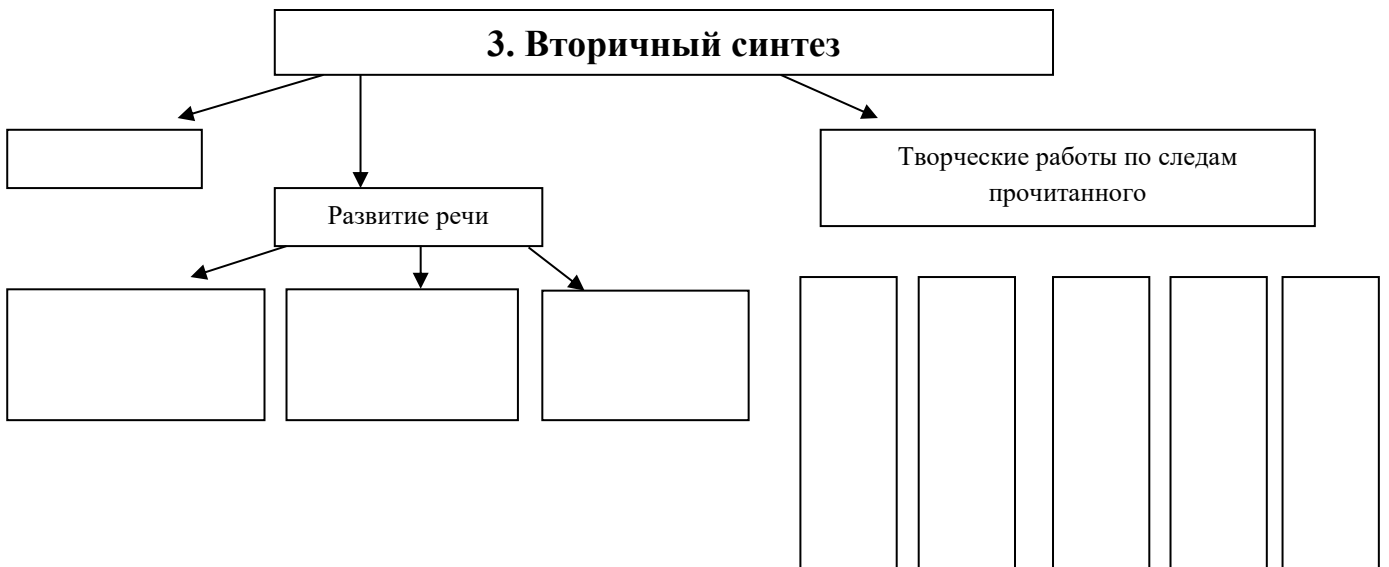 3. Вторичный синтез
Творческие работы по следам
прочитанного
Развитие речи